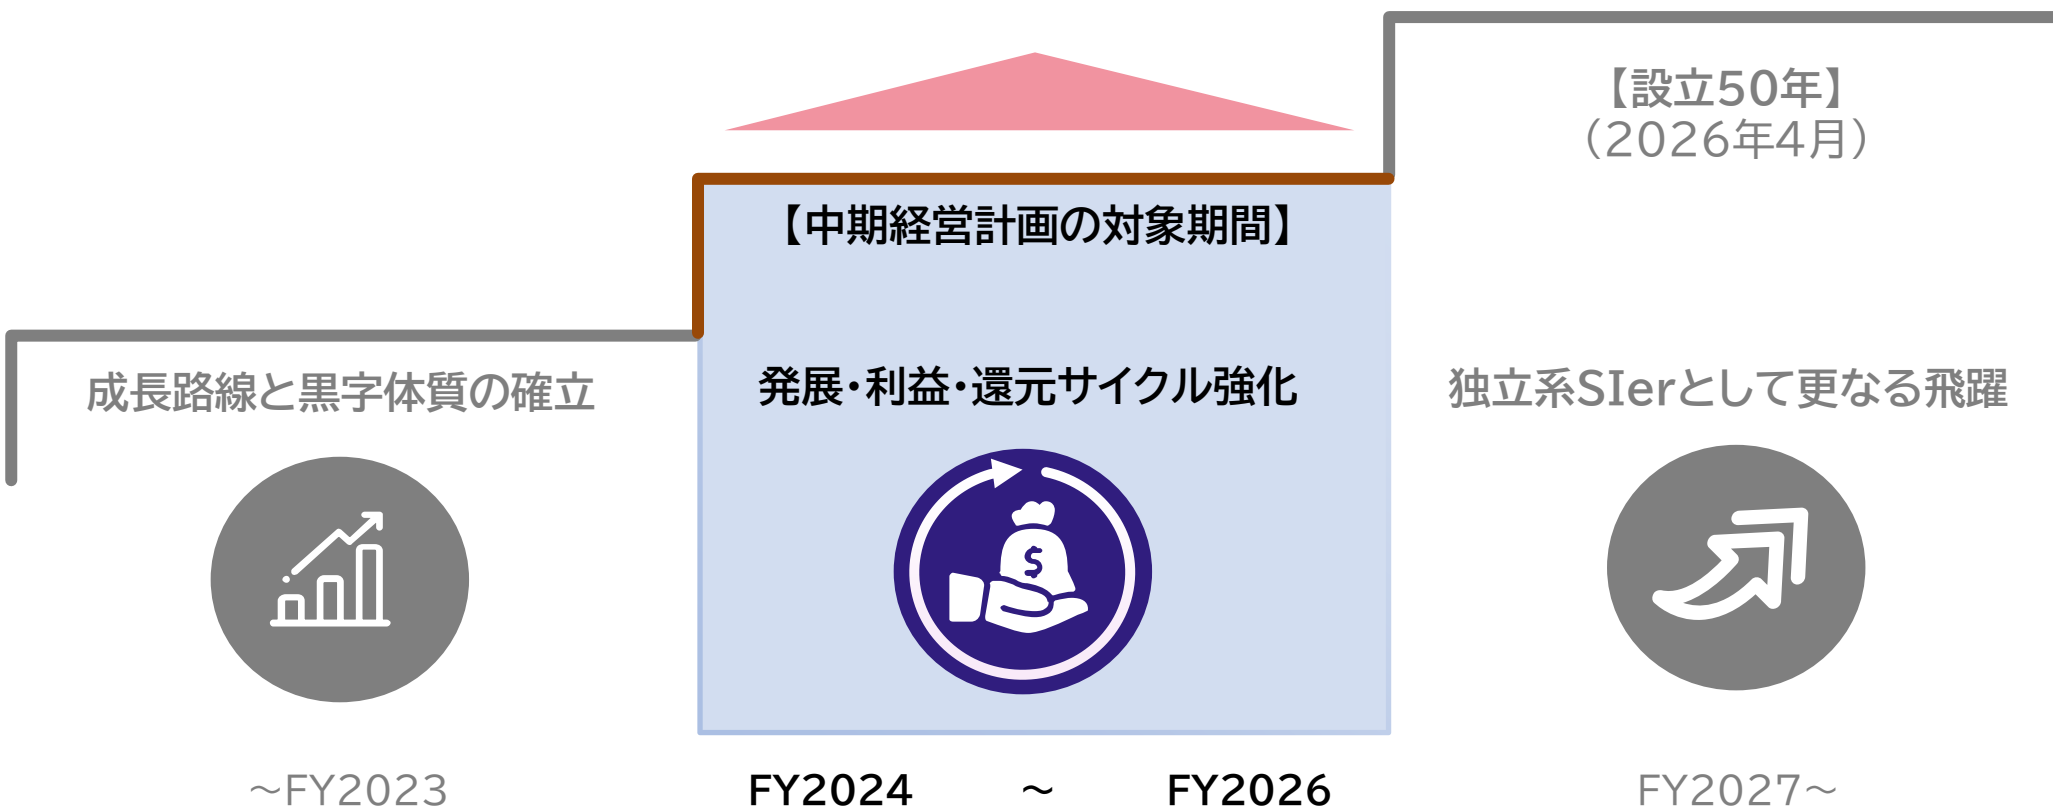 【設立50年】
（2026年4月）
【中期経営計画の対象期間】
成長路線と黒字体質の確立
発展・利益・還元サイクル強化
独立系SIerとして更なる飛躍
$
～FY2023
FY2024 ～ FY2026
FY2027～